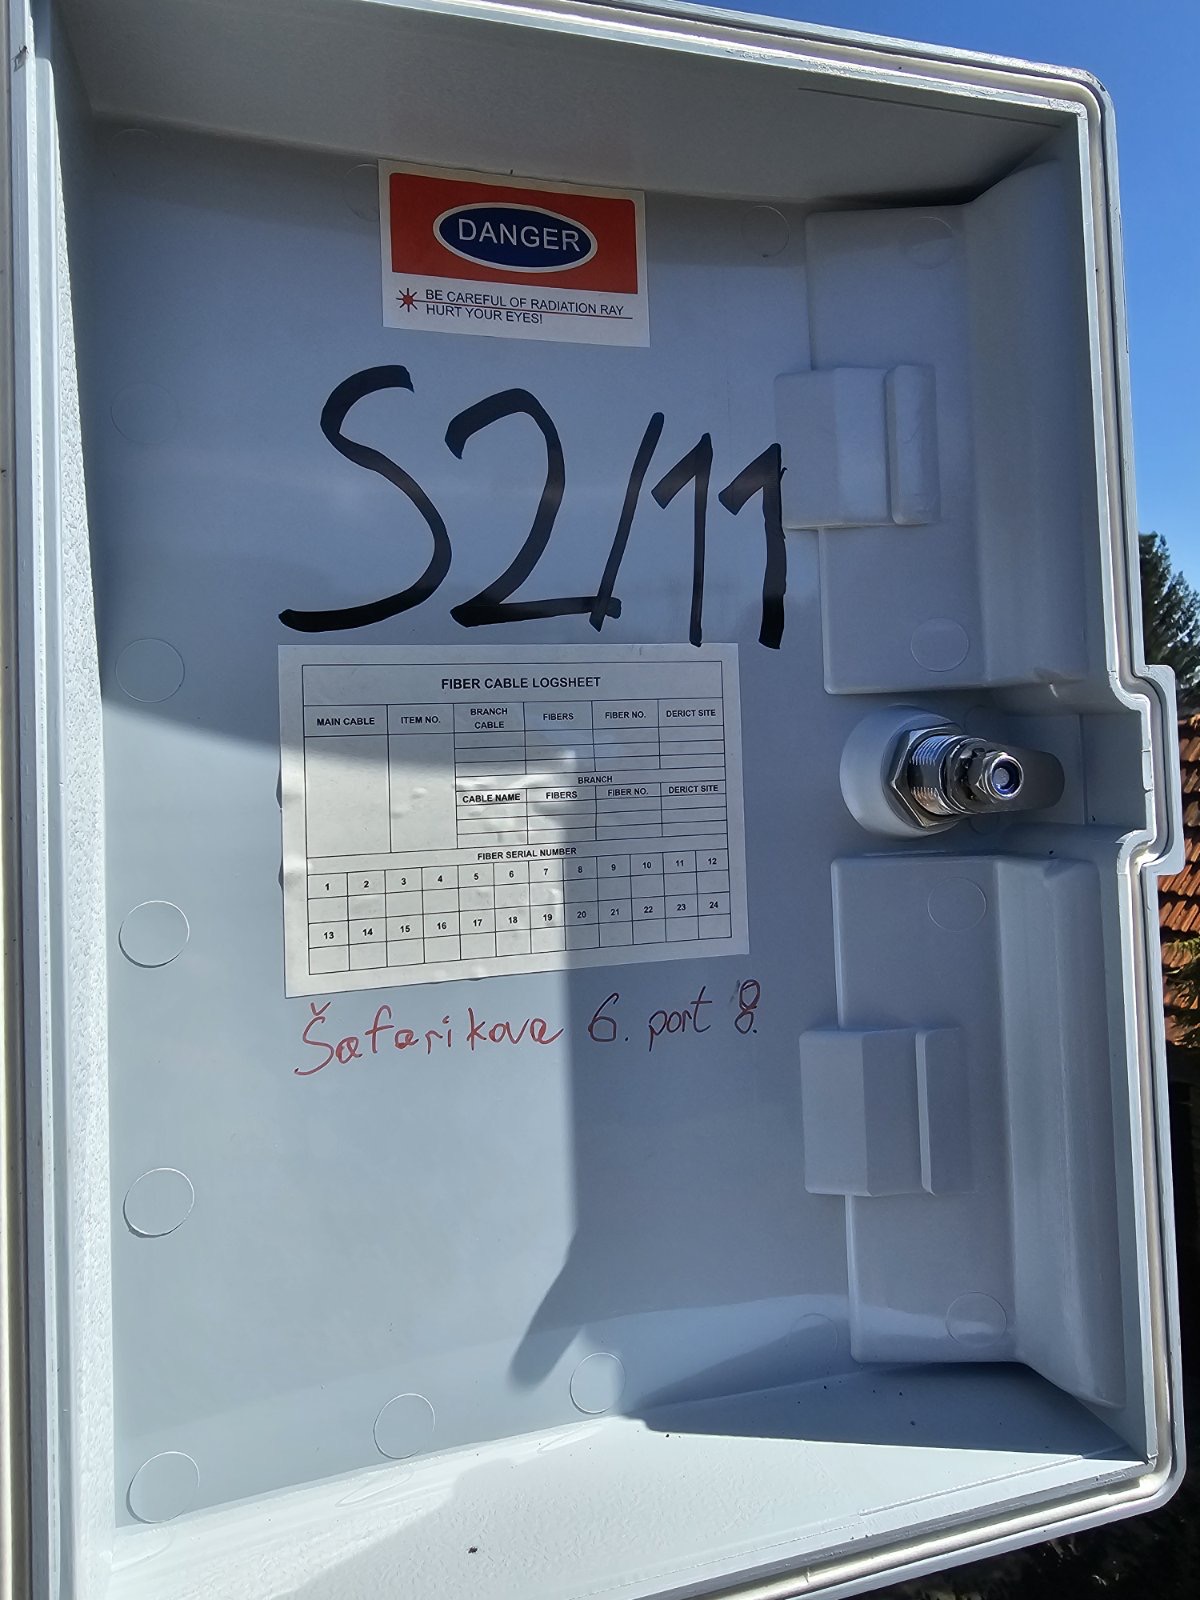 DANGER
BE CAREFUL OF RADIATION RAY
HURT YOUR EYES!
S2/11
FIBER CABLE LOGSHEET
MAIN CABLE ITEM NO. BRANCH CABLE FIBERS FIBER NO. DERICT SITE
BRANCH
CABLE NAME FIBERS FIBER NO. DERICT SITE
FIBER SERIAL NUMBER
1 2 3 4 5 6 7 8 9 10 11 12
13 14 15 16 17 18 19 20 21 22 23 24
Šafarikova 6. port 8.